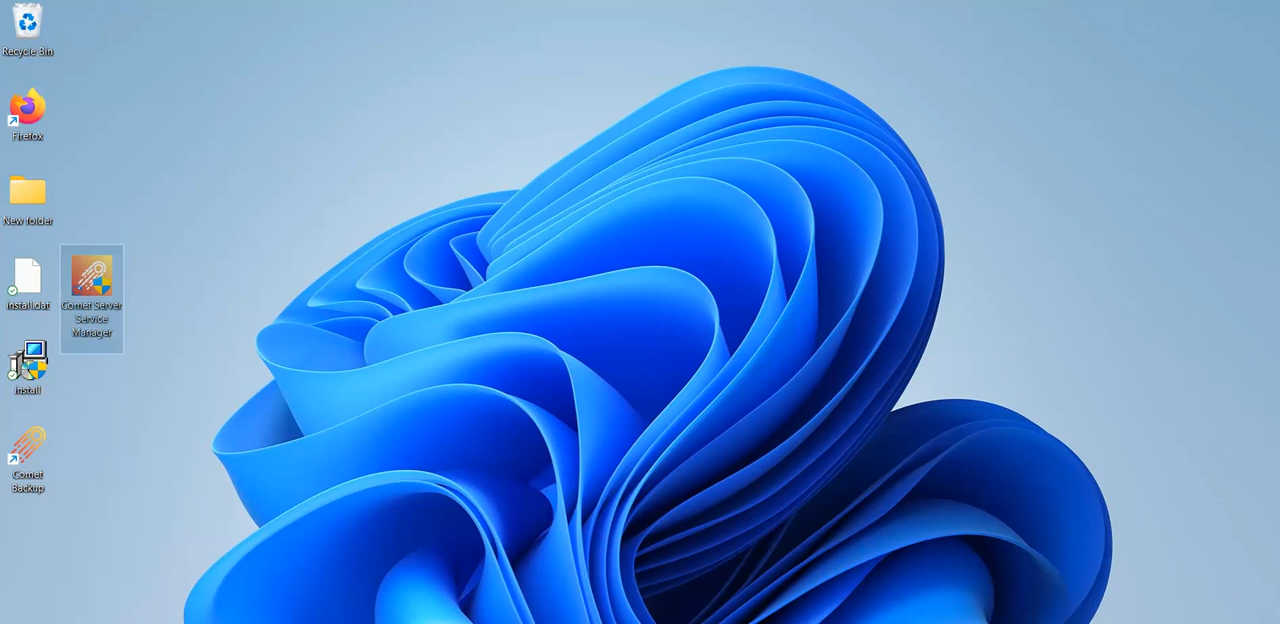 Recycle Bin
Firefox
New folder
install.dat
Install
Comet
Backup
Comet Server
Service
Manager